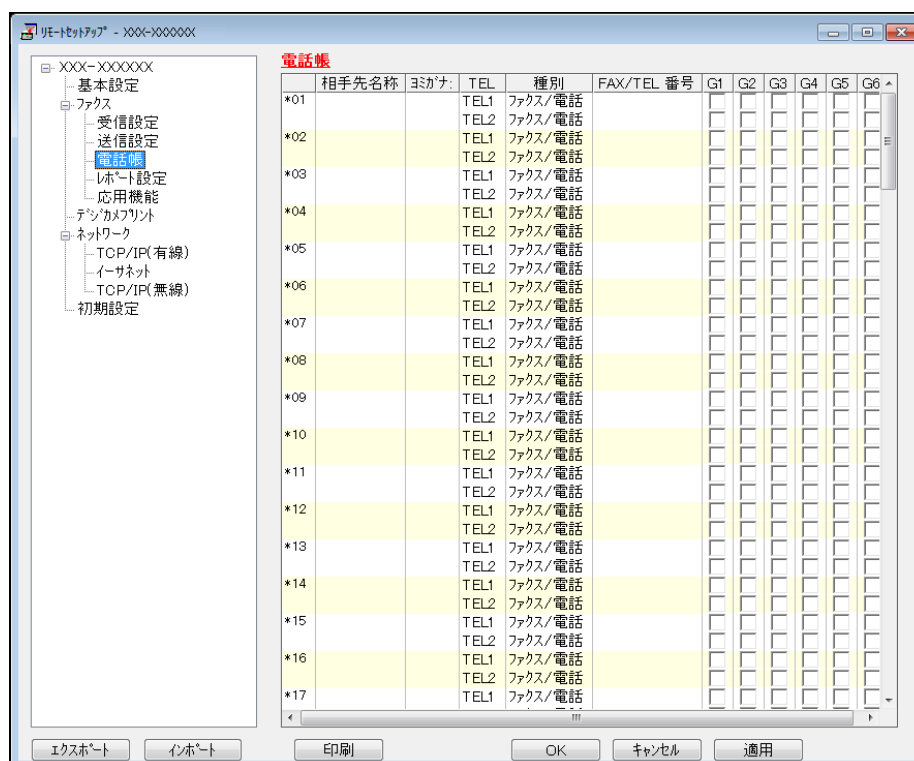 ﾘﾓｰﾄｾｯﾄｱｯﾌﾟ - XXX-XXXXXX
XXX-XXXXXX
基本設定
ﾌｧｸｽ
受信設定
送信設定
電話帳
ﾚﾎﾟｰﾄ設定
応用機能
ﾃﾞｼﾞｶﾒﾌﾟﾘﾝﾄ
ﾈｯﾄﾜｰｸ
TCP/IP(有線)
ｲｰｻﾈｯﾄ
TCP/IP(無線)
初期設定
電話帳
相手先名称 ﾖﾐｶﾞﾅ: TEL 種別 FAX/TEL 番号 G1 G2 G3 G4 G5 G6
*01 TEL1 ﾌｧｸｽ/電話
TEL2 ﾌｧｸｽ/電話
*02 TEL1 ﾌｧｸｽ/電話
TEL2 ﾌｧｸｽ/電話
*03 TEL1 ﾌｧｸｽ/電話
TEL2 ﾌｧｸｽ/電話
*04 TEL1 ﾌｧｸｽ/電話
TEL2 ﾌｧｸｽ/電話
*05 TEL1 ﾌｧｸｽ/電話
TEL2 ﾌｧｸｽ/電話
*06 TEL1 ﾌｧｸｽ/電話
TEL2 ﾌｧｸｽ/電話
*07 TEL1 ﾌｧｸｽ/電話
TEL2 ﾌｧｸｽ/電話
*08 TEL1 ﾌｧｸｽ/電話
TEL2 ﾌｧｸｽ/電話
*09 TEL1 ﾌｧｸｽ/電話
TEL2 ﾌｧｸｽ/電話
*10 TEL1 ﾌｧｸｽ/電話
TEL2 ﾌｧｸｽ/電話
*11 TEL1 ﾌｧｸｽ/電話
TEL2 ﾌｧｸｽ/電話
*12 TEL1 ﾌｧｸｽ/電話
TEL2 ﾌｧｸｽ/電話
*13 TEL1 ﾌｧｸｽ/電話
TEL2 ﾌｧｸｽ/電話
*14 TEL1 ﾌｧｸｽ/電話
TEL2 ﾌｧｸｽ/電話
*15 TEL1 ﾌｧｸｽ/電話
TEL2 ﾌｧｸｽ/電話
*16 TEL1 ﾌｧｸｽ/電話
TEL2 ﾌｧｸｽ/電話
*17 TEL1 ﾌｧｸｽ/電話
ｴｸｽﾎﾟｰﾄ ｲﾝﾎﾟｰﾄ 印刷 OK ｷｬﾝｾﾙ 適用